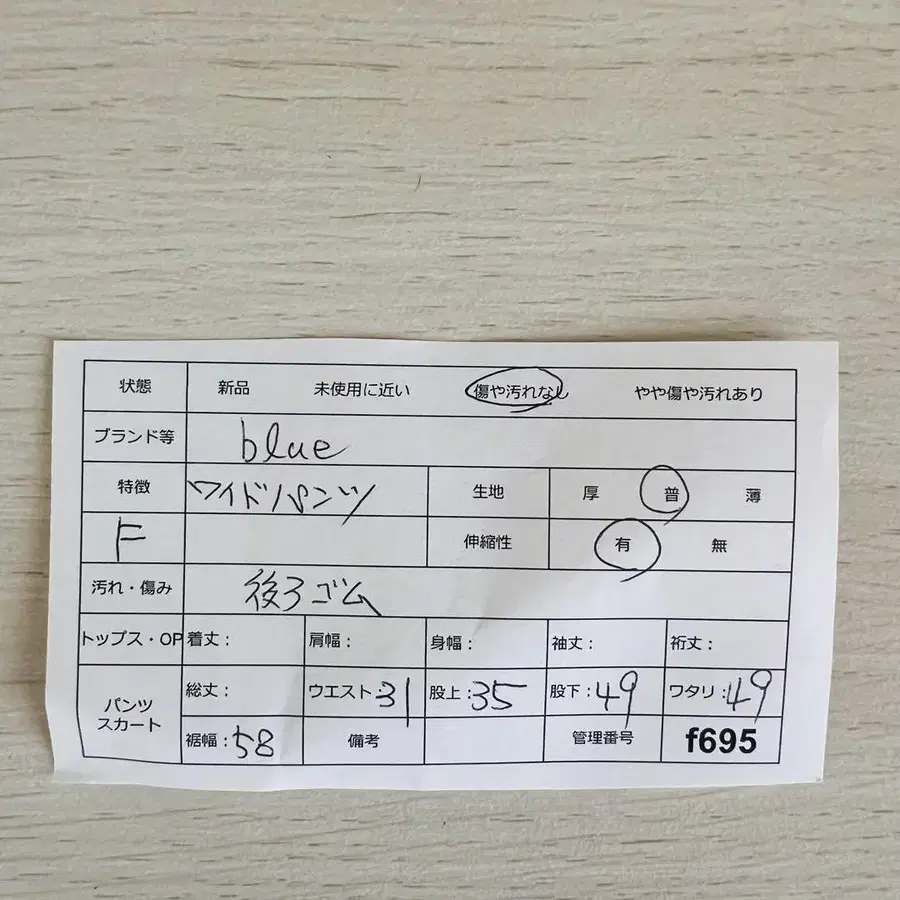 状態 新品 未使用に近い 傷や汚れなし やや傷や汚れあり
ブランド等 blue
特徴 ワイドパンツ 生地 厚 普 薄
F 伸縮性 有 無
汚れ・傷み 後ろゴム
トップス・OP 着丈： 肩幅： 身幅： 袖丈： 裄丈：
パンツ スカート 総丈： ウエスト 31 股上：35 股下：49 ワタリ：49
裾幅：58 備考 管理番号 f695